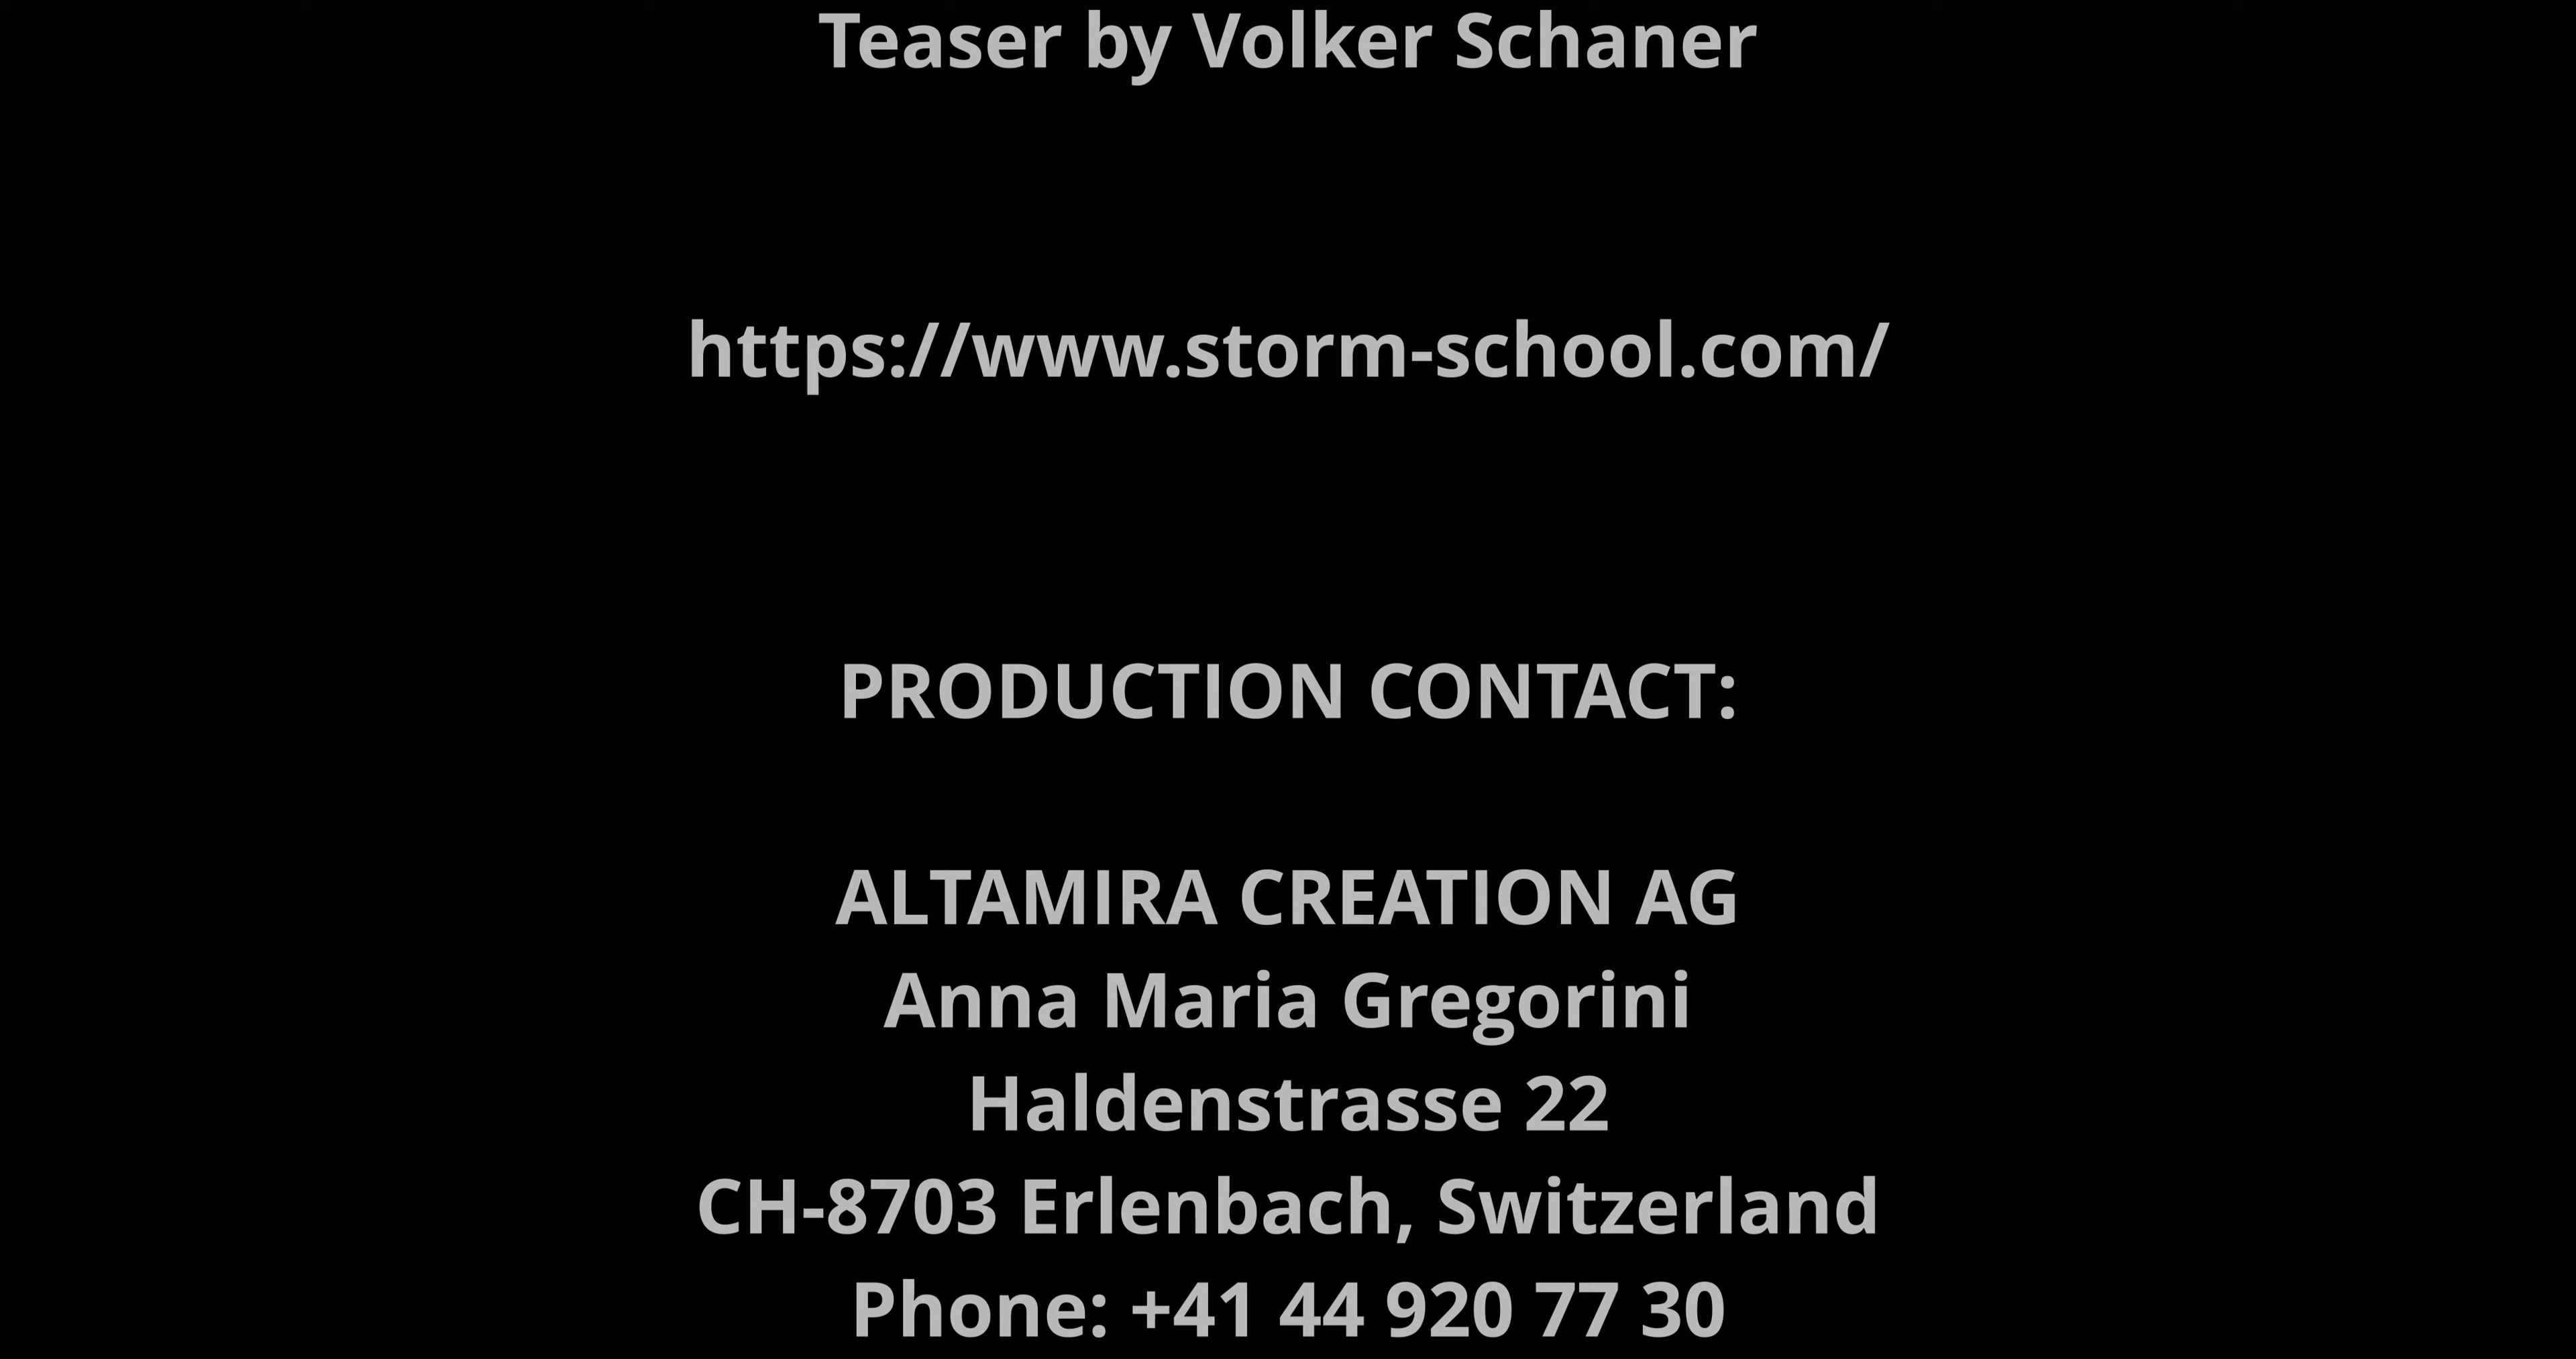 Teaser by Volker Schaner
https://www.storm-school.com/
PRODUCTION CONTACT:
ALTAMIRA CREATION AG
Anna Maria Gregorini
Haldenstrasse 22
CH-8703 Erlenbach, Switzerland
Phone: +41 44 920 77 30